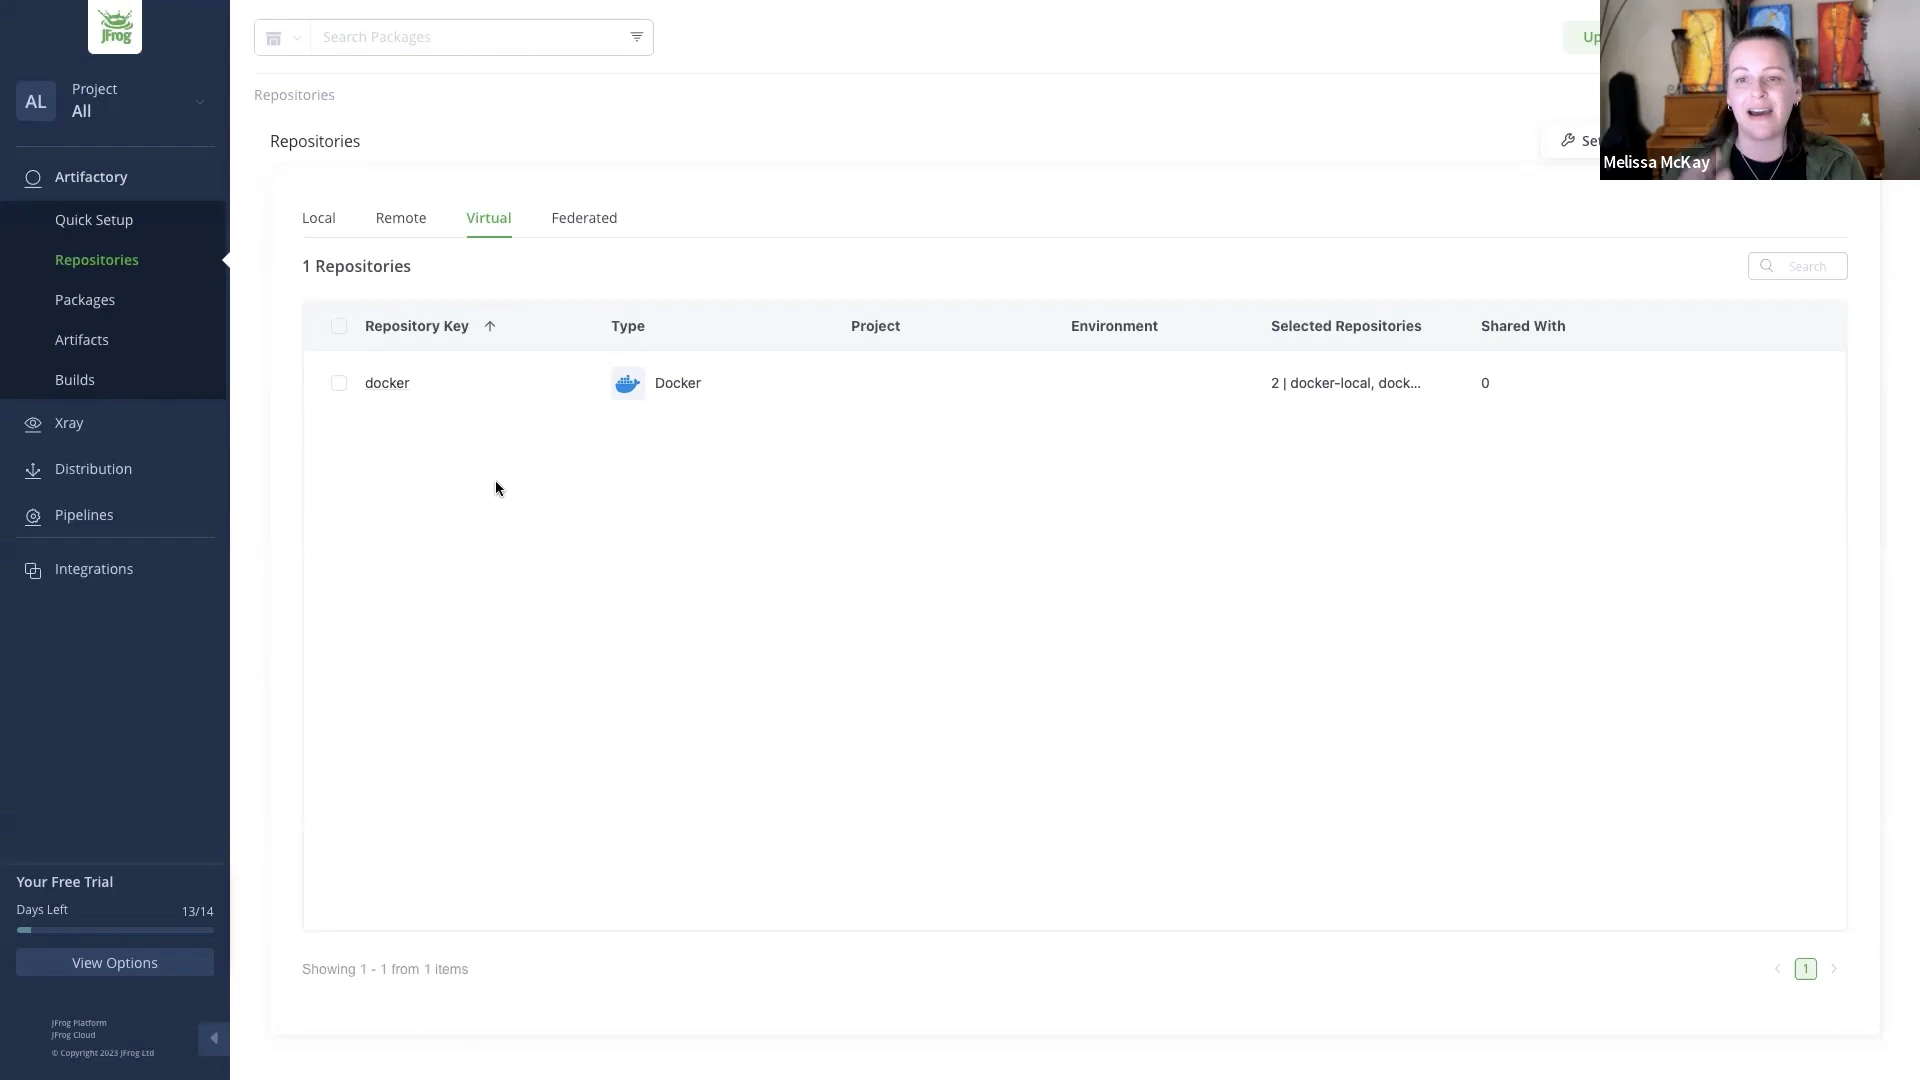 JFrog
AL
Project
All
Artifactory
Quick Setup
Repositories
Packages
Artifacts
Builds
Xray
Distribution
Pipelines
Integrations
Your Free Trial
Days Left 13/14
View Options
JFrog Platform
JFrog Cloud
© Copyright 2023 JFrog Ltd
Search Packages
Up
Repositories
Repositories
Set
Melissa McKay
Local Remote Virtual Federated
1 Repositories
Search
Repository Key Type Project Environment Selected Repositories Shared With
docker Docker 2 | docker-local, dock... 0
Showing 1 - 1 from 1 items
1